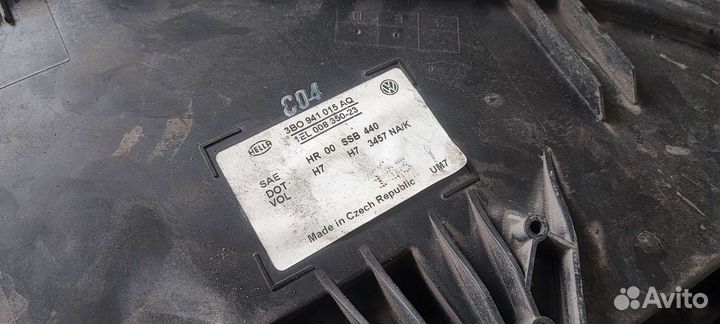 C04
3B0 941 015 AQ
1EL 008 350-23
HELLA
SAE HR 00 SSB 440
DOT H7 H7 3457 NA/K
VOL
Made in Czech Republic UM7
Avito